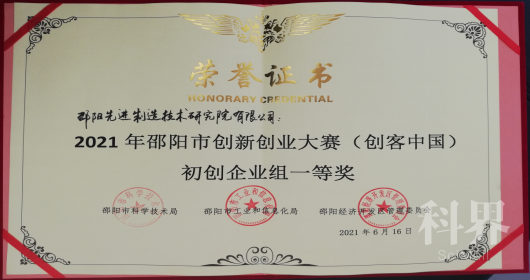 荣誉证书
HONORARY CREDENTIAL
邵阳先进制造技术研究院有限公司:
2021 年邵阳市创新创业大赛（创客中国）
初创企业组一等奖
邵阳市科学技术局 邵阳市工业和信息化局 邵阳经济开发区管理委员会
2021 年 6 月 16 日
科界